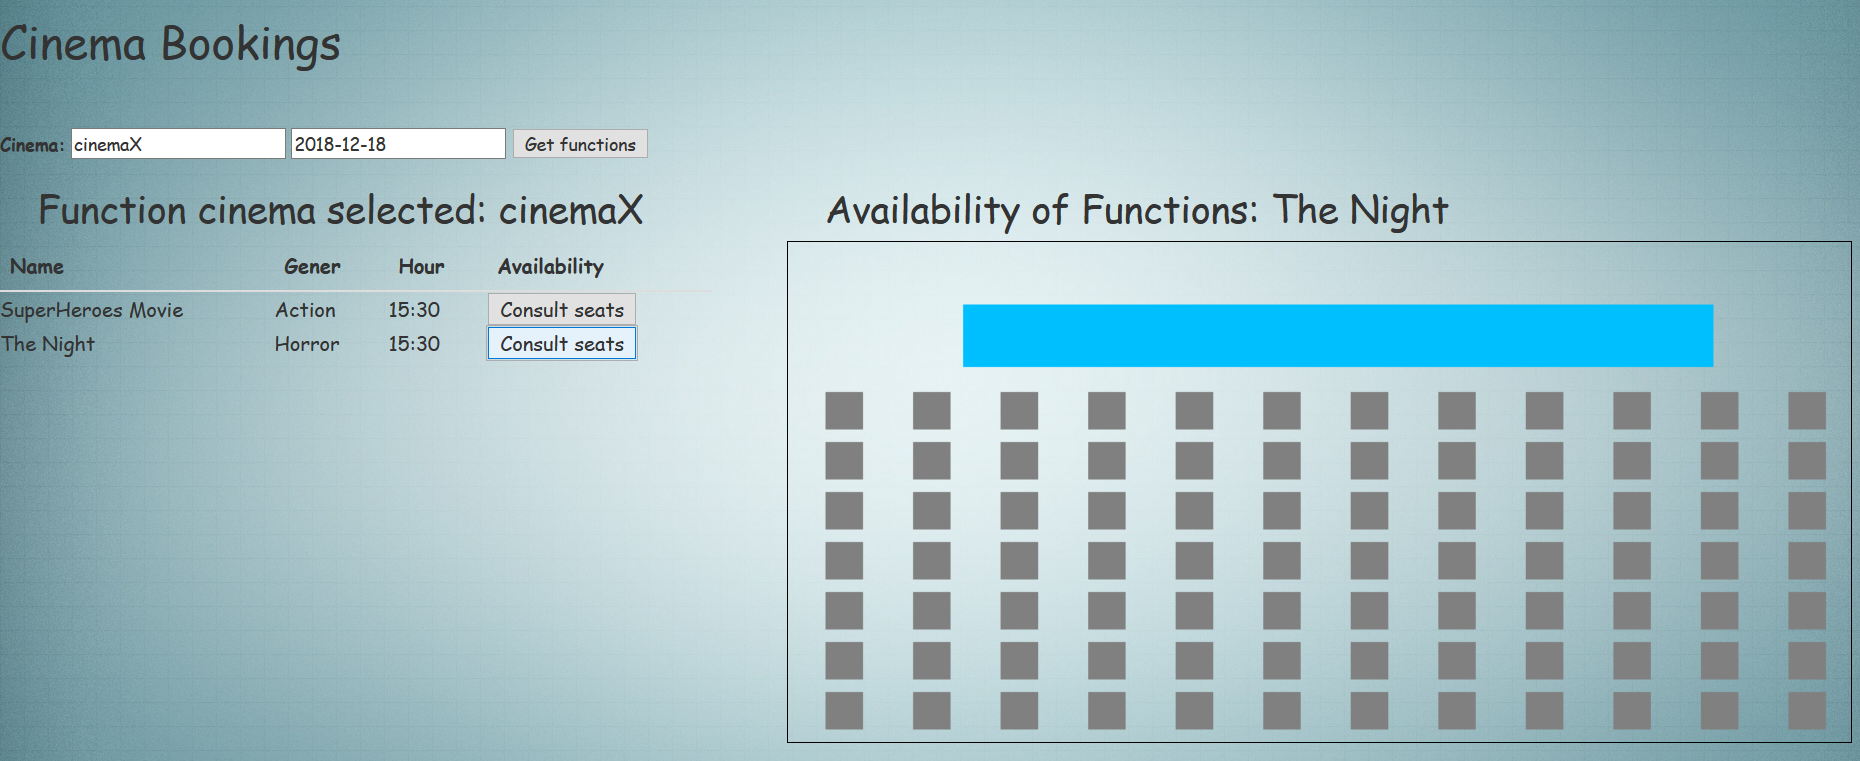 Cinema Bookings
Cinema: cinemaX 2018-12-18 Get functions
Function cinema selected: cinemaX
Name Gener Hour Availability
SuperHeroes Movie Action 15:30 Consult seats
The Night Horror 15:30 Consult seats
Availability of Functions: The Night